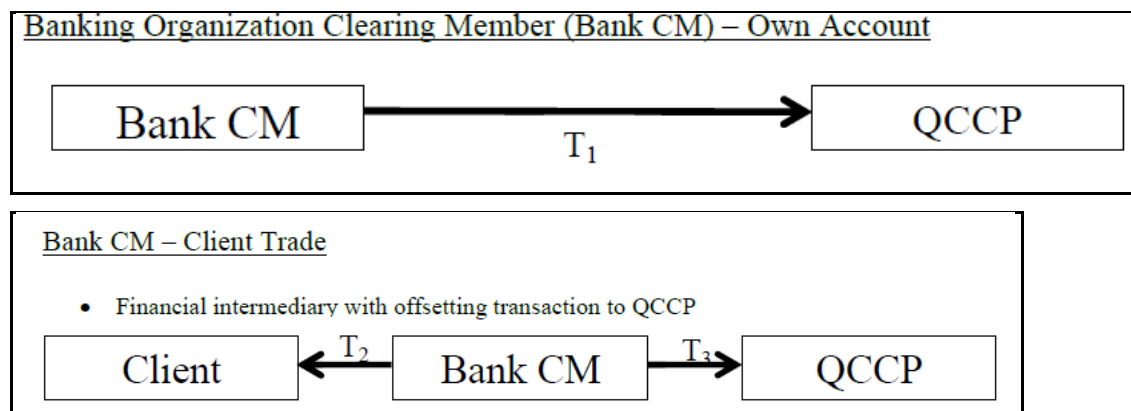 Banking Organization Clearing Member (Bank CM) – Own Account
Bank CM
T1
QCCP
Bank CM – Client Trade
• Financial intermediary with offsetting transaction to QCCP
Client
T2
Bank CM
T3
QCCP